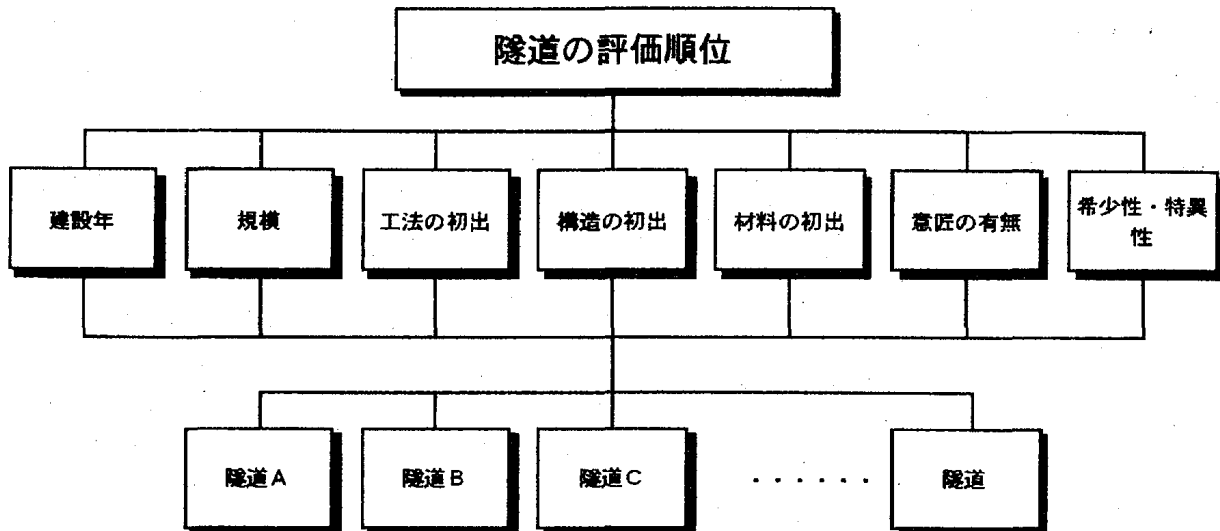 隧道の評価順位
建設年
規模
工法の初出
構造の初出
材料の初出
意匠の有無
希少性・特異
性
隧道A
隧道B
隧道C
・・・・・・
隧道